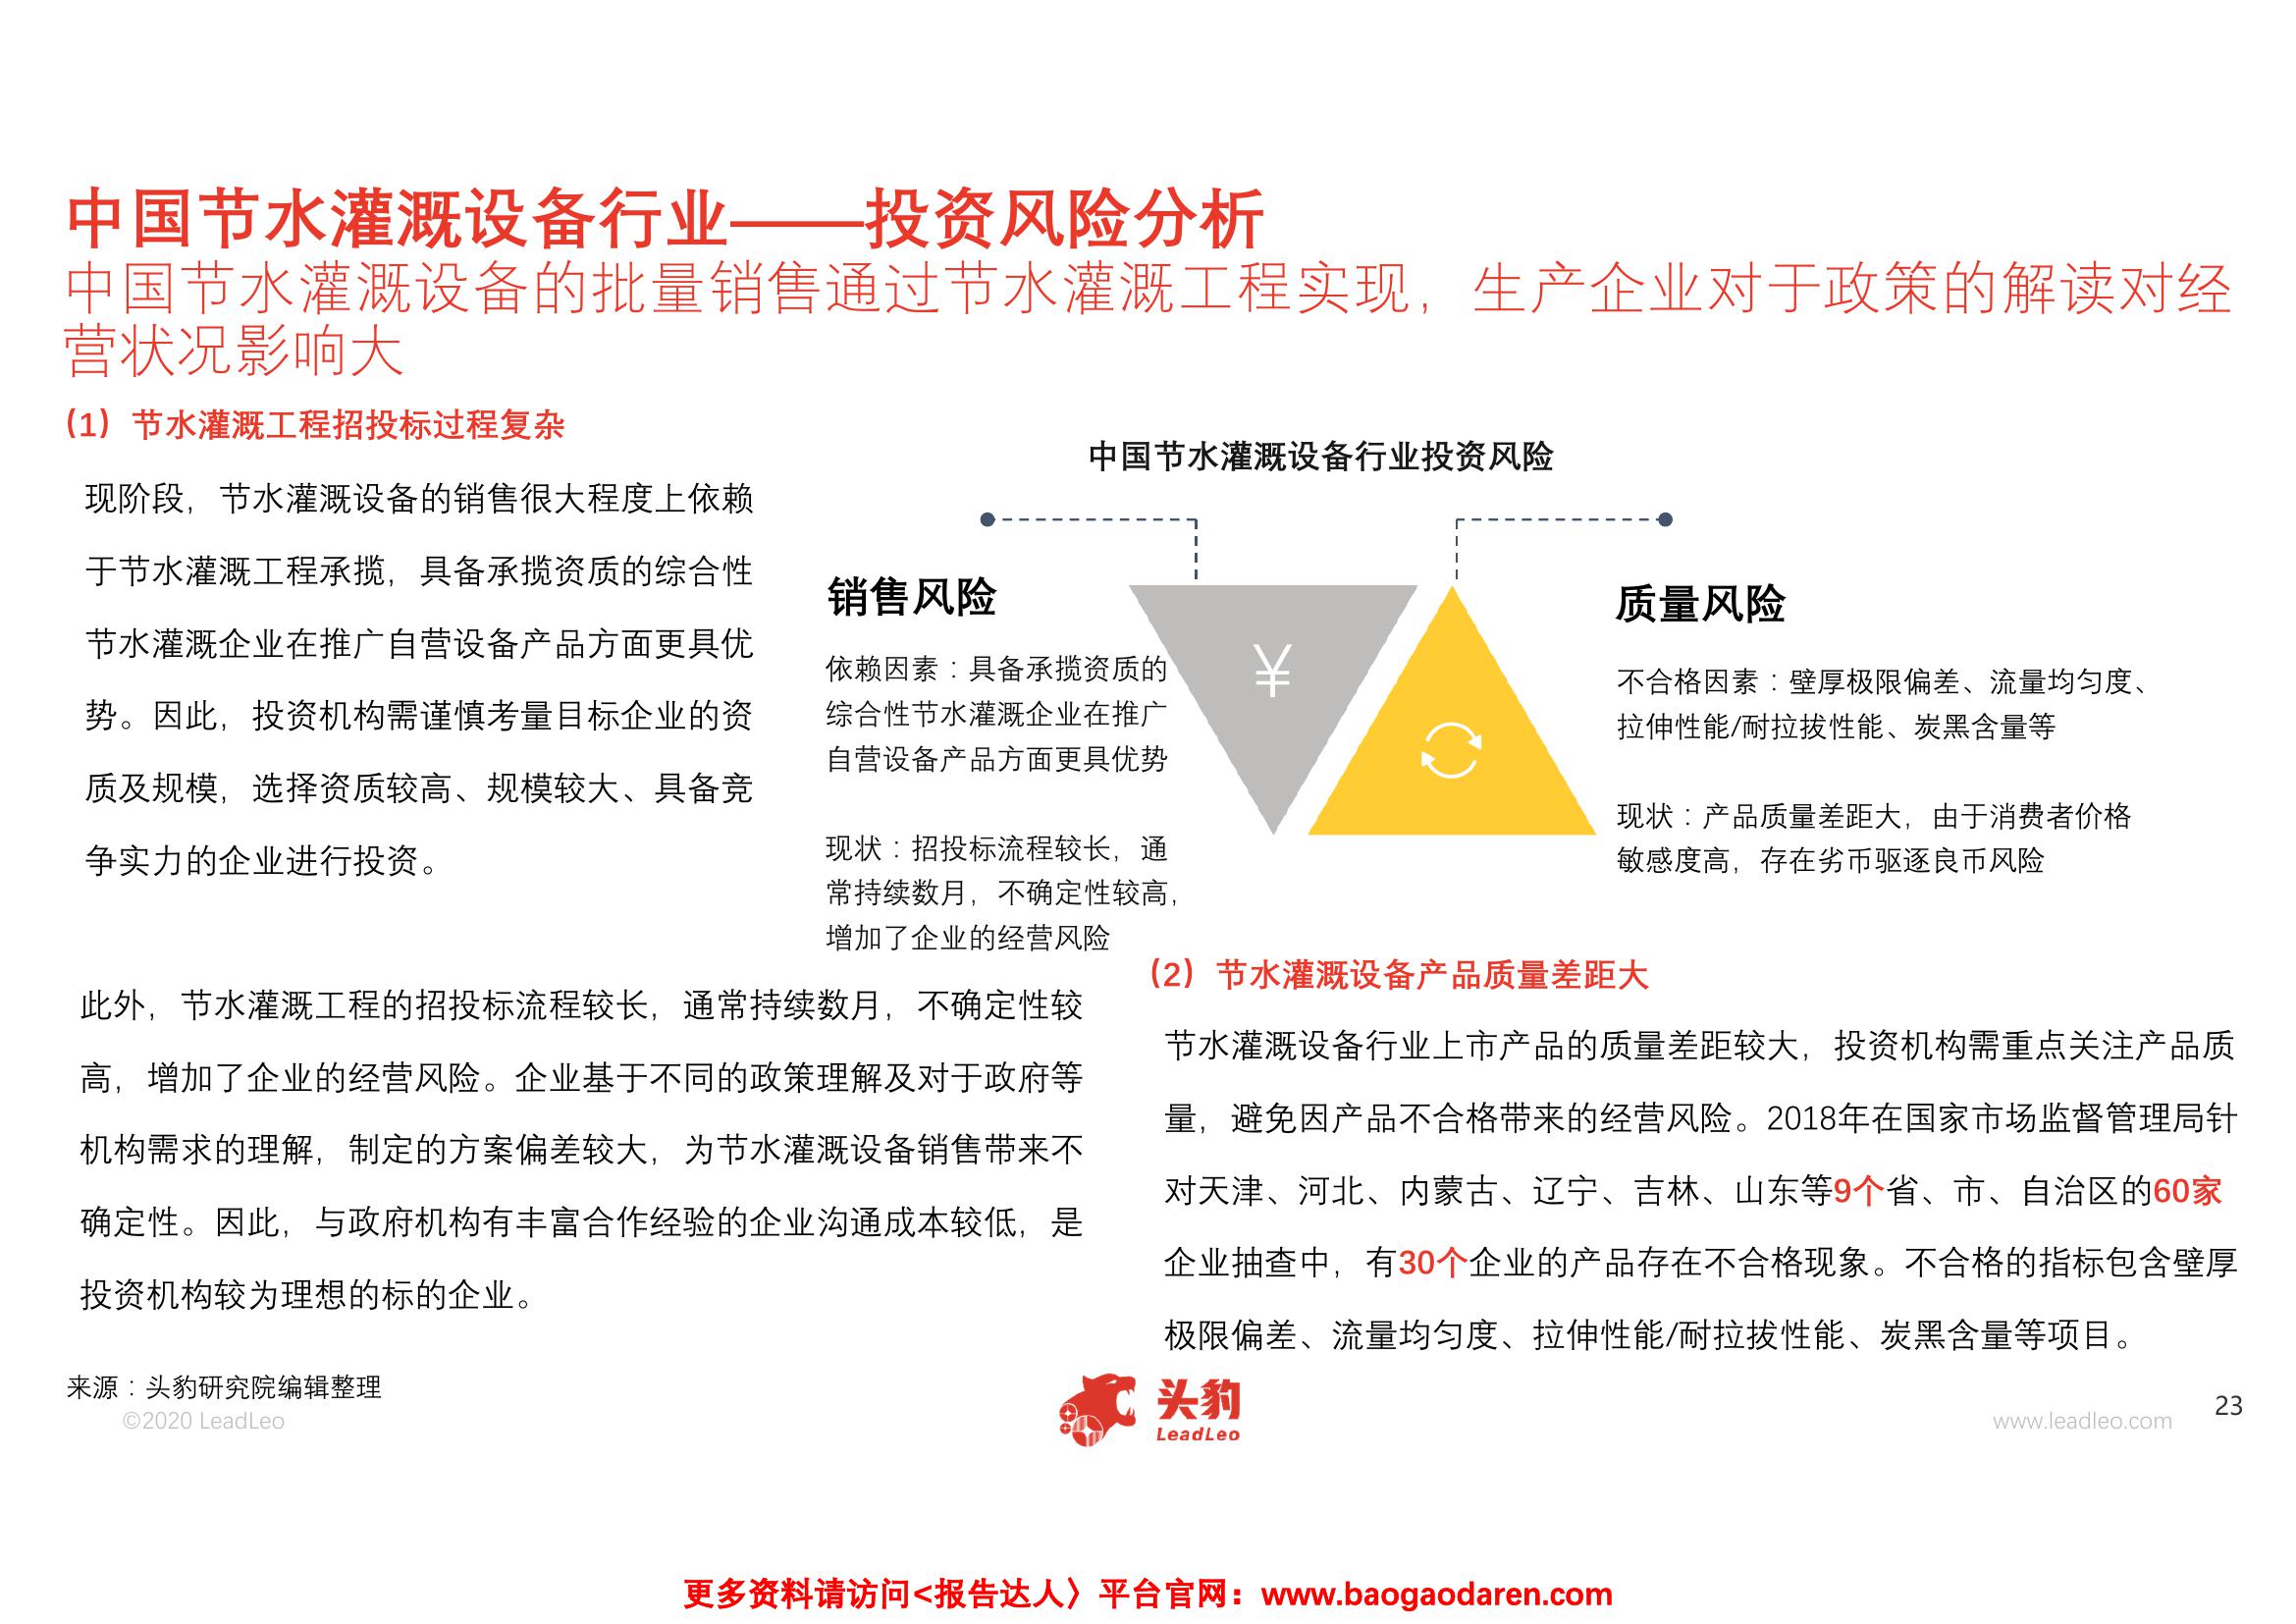 中国节水灌溉设备行业——投资风险分析
中国节水灌溉设备的批量销售通过节水灌溉工程实现，生产企业对于政策的解读对经
营状况影响大
（1）节水灌溉工程招投标过程复杂
现阶段，节水灌溉设备的销售很大程度上依赖
于节水灌溉工程承揽，具备承揽资质的综合性
节水灌溉企业在推广自营设备产品方面更具优
势。因此，投资机构需谨慎考量目标企业的资
质及规模，选择资质较高、规模较大、具备竞
争实力的企业进行投资。
中国节水灌溉设备行业投资风险
销售风险
依赖因素：具备承揽资质的
综合性节水灌溉企业在推广
自营设备产品方面更具优势
现状：招投标流程较长，通
常持续数月，不确定性较高，
增加了企业的经营风险
¥
质量风险
不合格因素：壁厚极限偏差、流量均匀度、
拉伸性能/耐拉拔性能、炭黑含量等
现状：产品质量差距大，由于消费者价格
敏感度高，存在劣币驱逐良币风险
此外，节水灌溉工程的招投标流程较长，通常持续数月，不确定性较
高，增加了企业的经营风险。企业基于不同的政策理解及对于政府等
机构需求的理解，制定的方案偏差较大，为节水灌溉设备销售带来不
确定性。因此，与政府机构有丰富合作经验的企业沟通成本较低，是
投资机构较为理想的标的企业。
（2）节水灌溉设备产品质量差距大
节水灌溉设备行业上市产品的质量差距较大，投资机构需重点关注产品质
量，避免因产品不合格带来的经营风险。2018年在国家市场监督管理局针
对天津、河北、内蒙古、辽宁、吉林、山东等9个省、市、自治区的60家
企业抽查中，有30个企业的产品存在不合格现象。不合格的指标包含壁厚
极限偏差、流量均匀度、拉伸性能/耐拉拔性能、炭黑含量等项目。
来源：头豹研究院编辑整理
©2020 LeadLeo
头豹
LeadLeo
www.leadleo.com
23
更多资料请访问<报告达人〉平台官网：www.baogaodaren.com